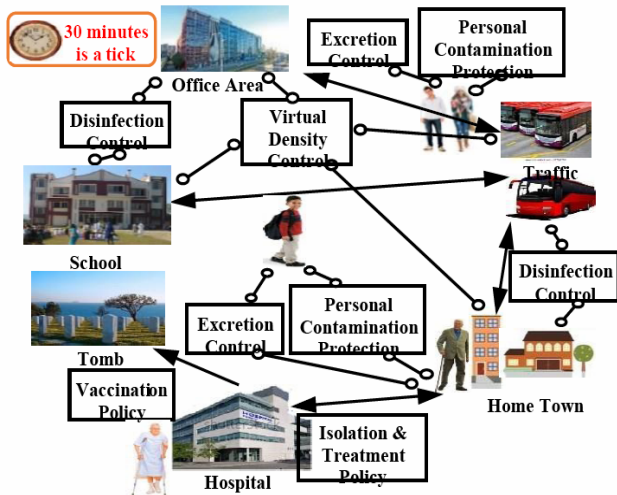 30 minutes
is a tick
Office Area
Excretion
Control
Personal
Contamination
Protection
Disinfection
Control
Virtual
Density
Control
Traffic
School
Disinfection
Control
Excretion
Control
Personal
Contamination
Protection
Tomb
Vaccination
Policy
Home Town
Isolation &
Treatment
Policy
Hospital